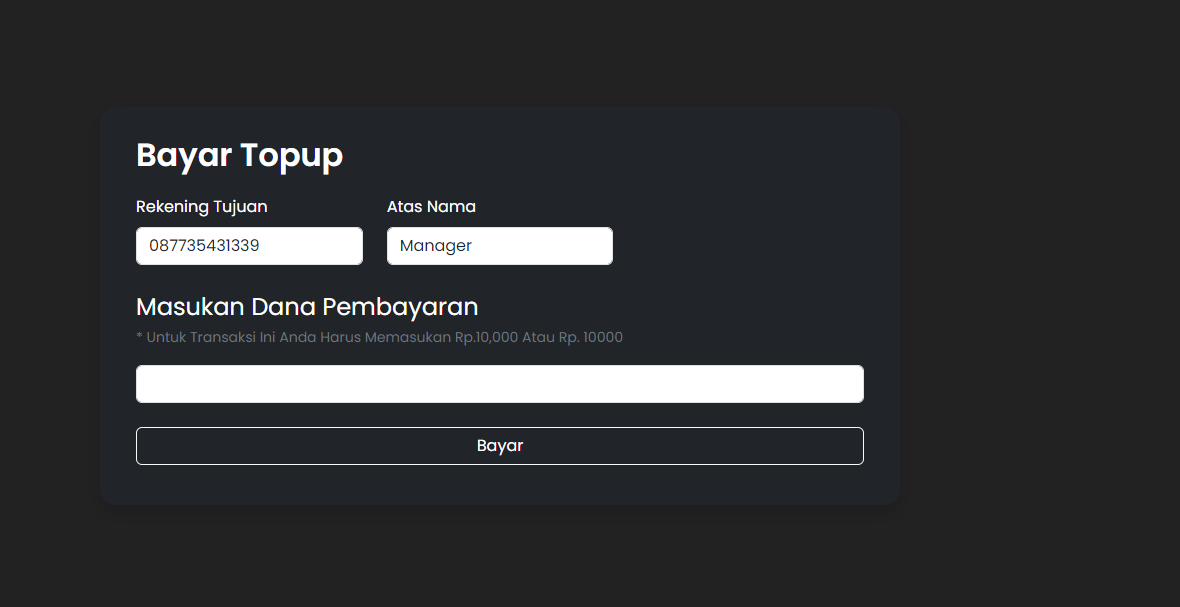 Bayar Topup
Rekening Tujuan
Atas Nama
087735431339
Manager
Masukan Dana Pembayaran
* Untuk Transaksi Ini Anda Harus Memasukan Rp.10,000 Atau Rp. 10000
Bayar